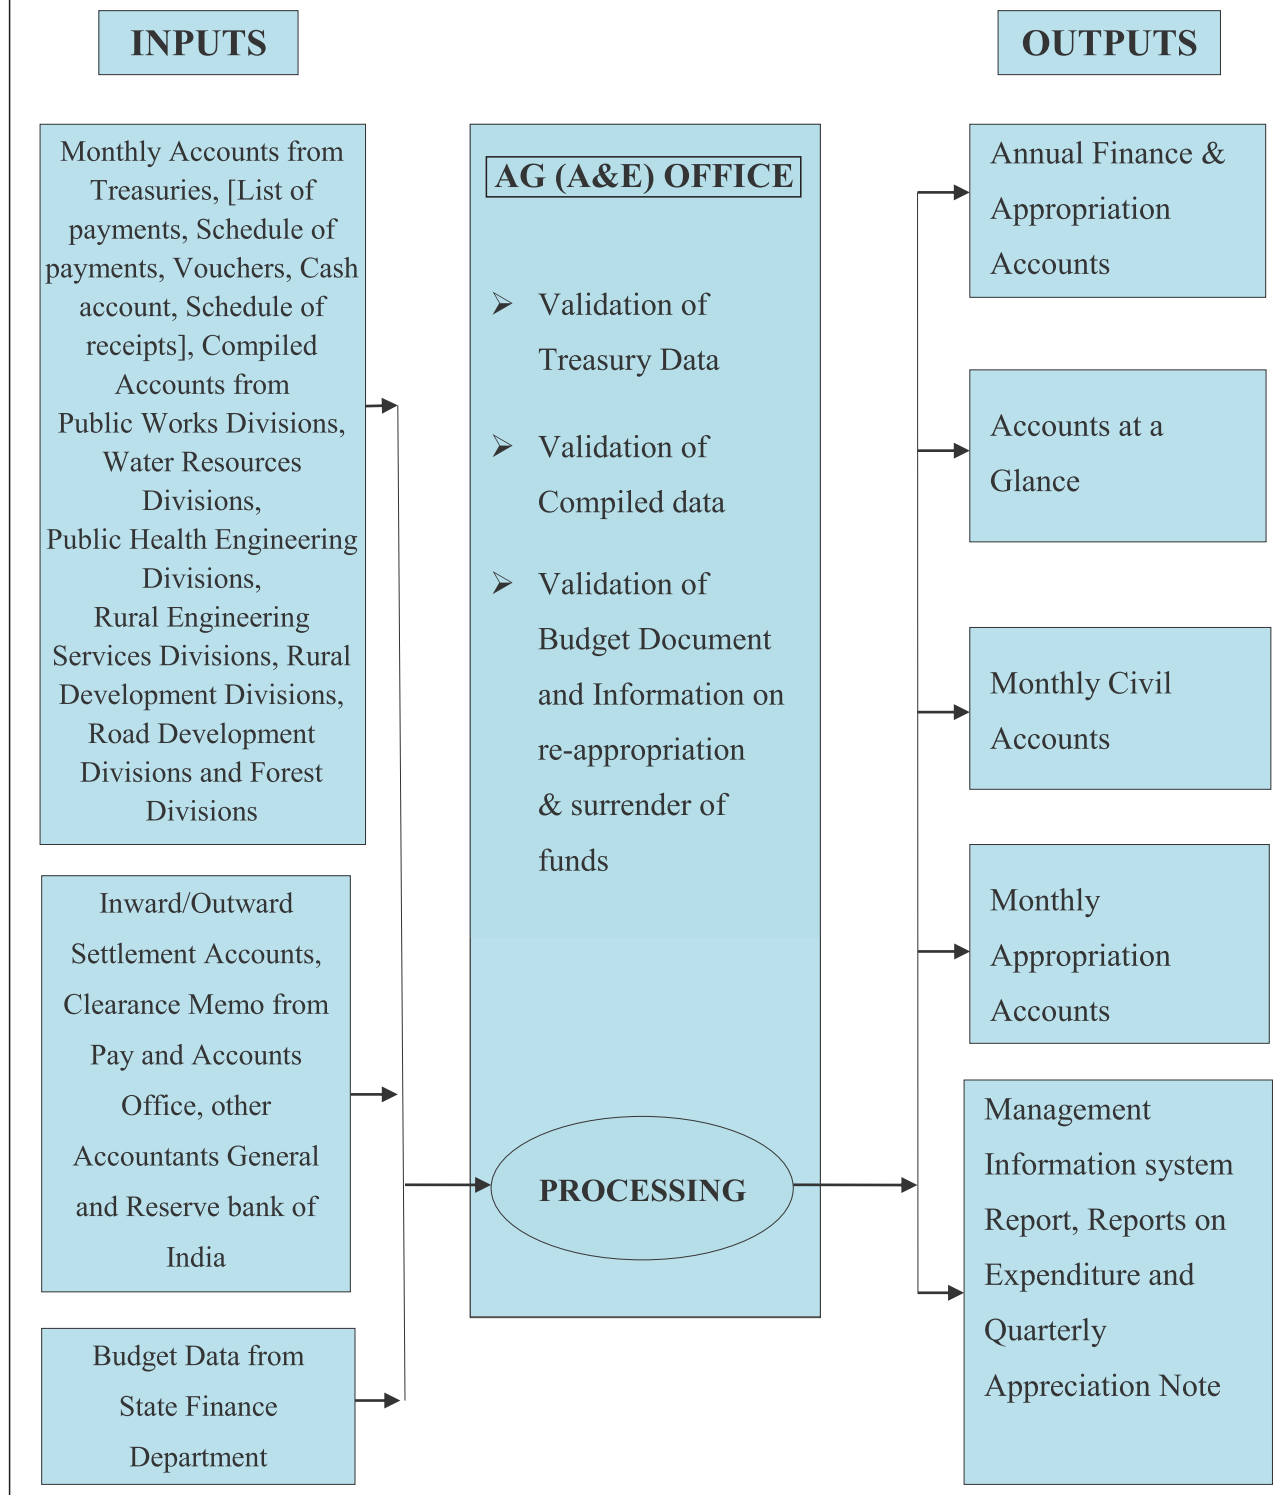 INPUTS
Monthly Accounts from
Treasuries, [List of
payments, Schedule of
payments, Vouchers, Cash
account, Schedule of
receipts], Compiled
Accounts from
Public Works Divisions,
Water Resources
Divisions,
Public Health Engineering
Divisions,
Rural Engineering
Services Divisions, Rural
Development Divisions,
Road Development
Divisions and Forest
Divisions
Inward/Outward
Settlement Accounts,
Clearance Memo from
Pay and Accounts
Office, other
Accountants General
and Reserve bank of
India
Budget Data from
State Finance
Department
AG (A&E) OFFICE
➢ Validation of
Treasury Data
➢ Validation of
Compiled data
➢ Validation of
Budget Document
and Information on
re-appropriation
& surrender of
funds
PROCESSING
OUTPUTS
Annual Finance &
Appropriation
Accounts
Accounts at a
Glance
Monthly Civil
Accounts
Monthly
Appropriation
Accounts
Management
Information system
Report, Reports on
Expenditure and
Quarterly
Appreciation Note